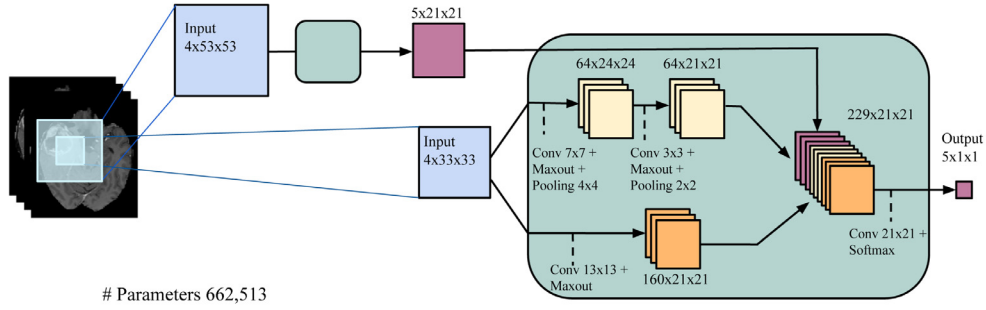 Input
4x53x53
5x21x21
64x24x24
64x21x21
229x21x21
Input
4x33x33
Conv 7x7 +
Maxout +
Pooling 4x4
Conv 3x3 +
Maxout +
Pooling 2x2
Output
5x1x1
Conv 21x21 +
Softmax
Conv 13x13 +
Maxout
160x21x21
# Parameters 662,513